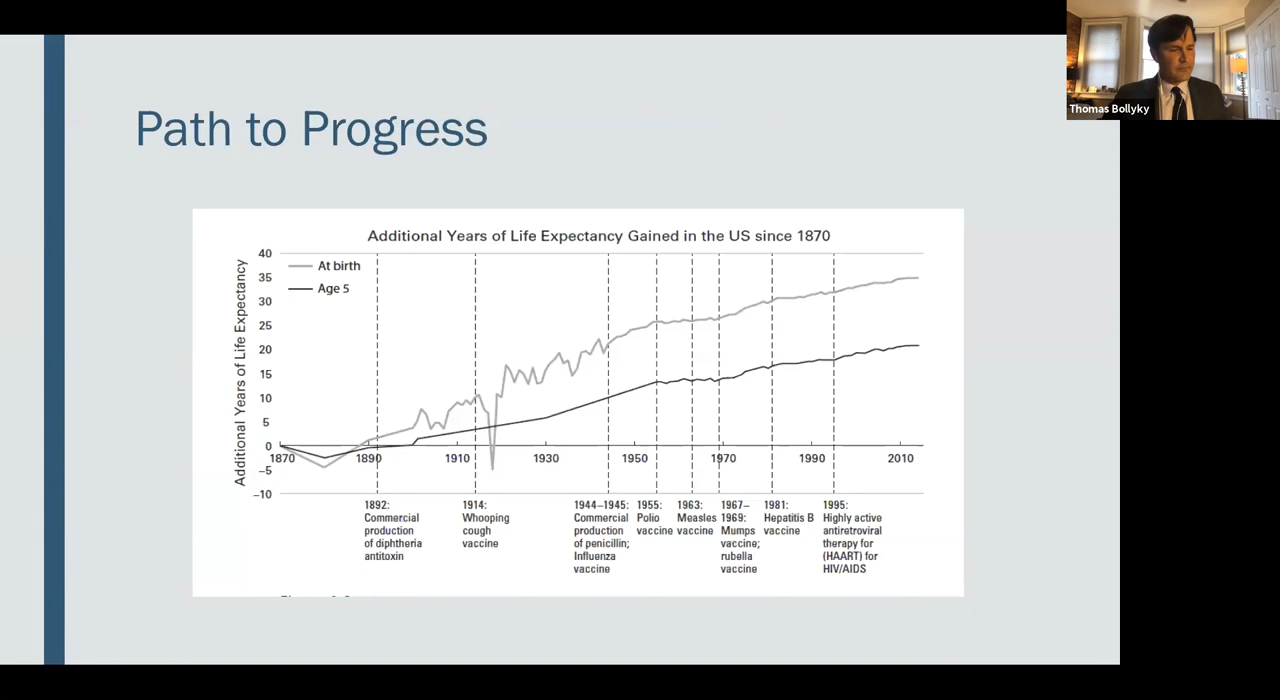 Thomas Bollyky
Path to Progress
Additional Years of Life Expectancy Gained in the US since 1870
Additional Years of Life Expectancy
40
35
30
25
20
15
10
5
0
−5
−10
At birth
Age 5
1870
1890
1910
1930
1950
1970
1990
2010
1892:
Commercial
production
of diphtheria
antitoxin
1914:
Whooping
cough
vaccine
1944–1945:
Commercial
production
of penicillin;
Influenza
vaccine
1955:
Polio
vaccine
1963:
Measles
vaccine
1967–
1969:
Mumps
vaccine;
rubella
vaccine
1981:
Hepatitis B
vaccine
1995:
Highly active
antiretroviral
therapy for
(HAART) for
HIV/AIDS